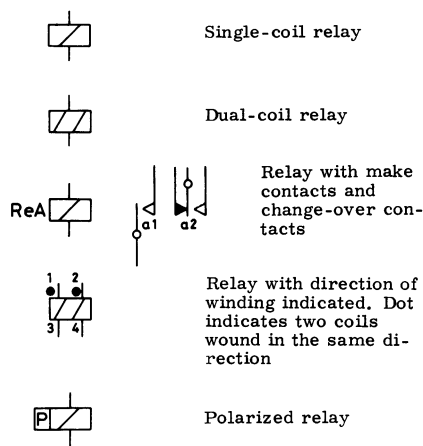 Single-coil relay
Dual-coil relay
ReA
a1 a2
Relay with make
contacts and
change-over con-
tacts
1 2
3 4
Relay with direction of
winding indicated. Dot
indicates two coils
wound in the same di-
rection
P
Polarized relay